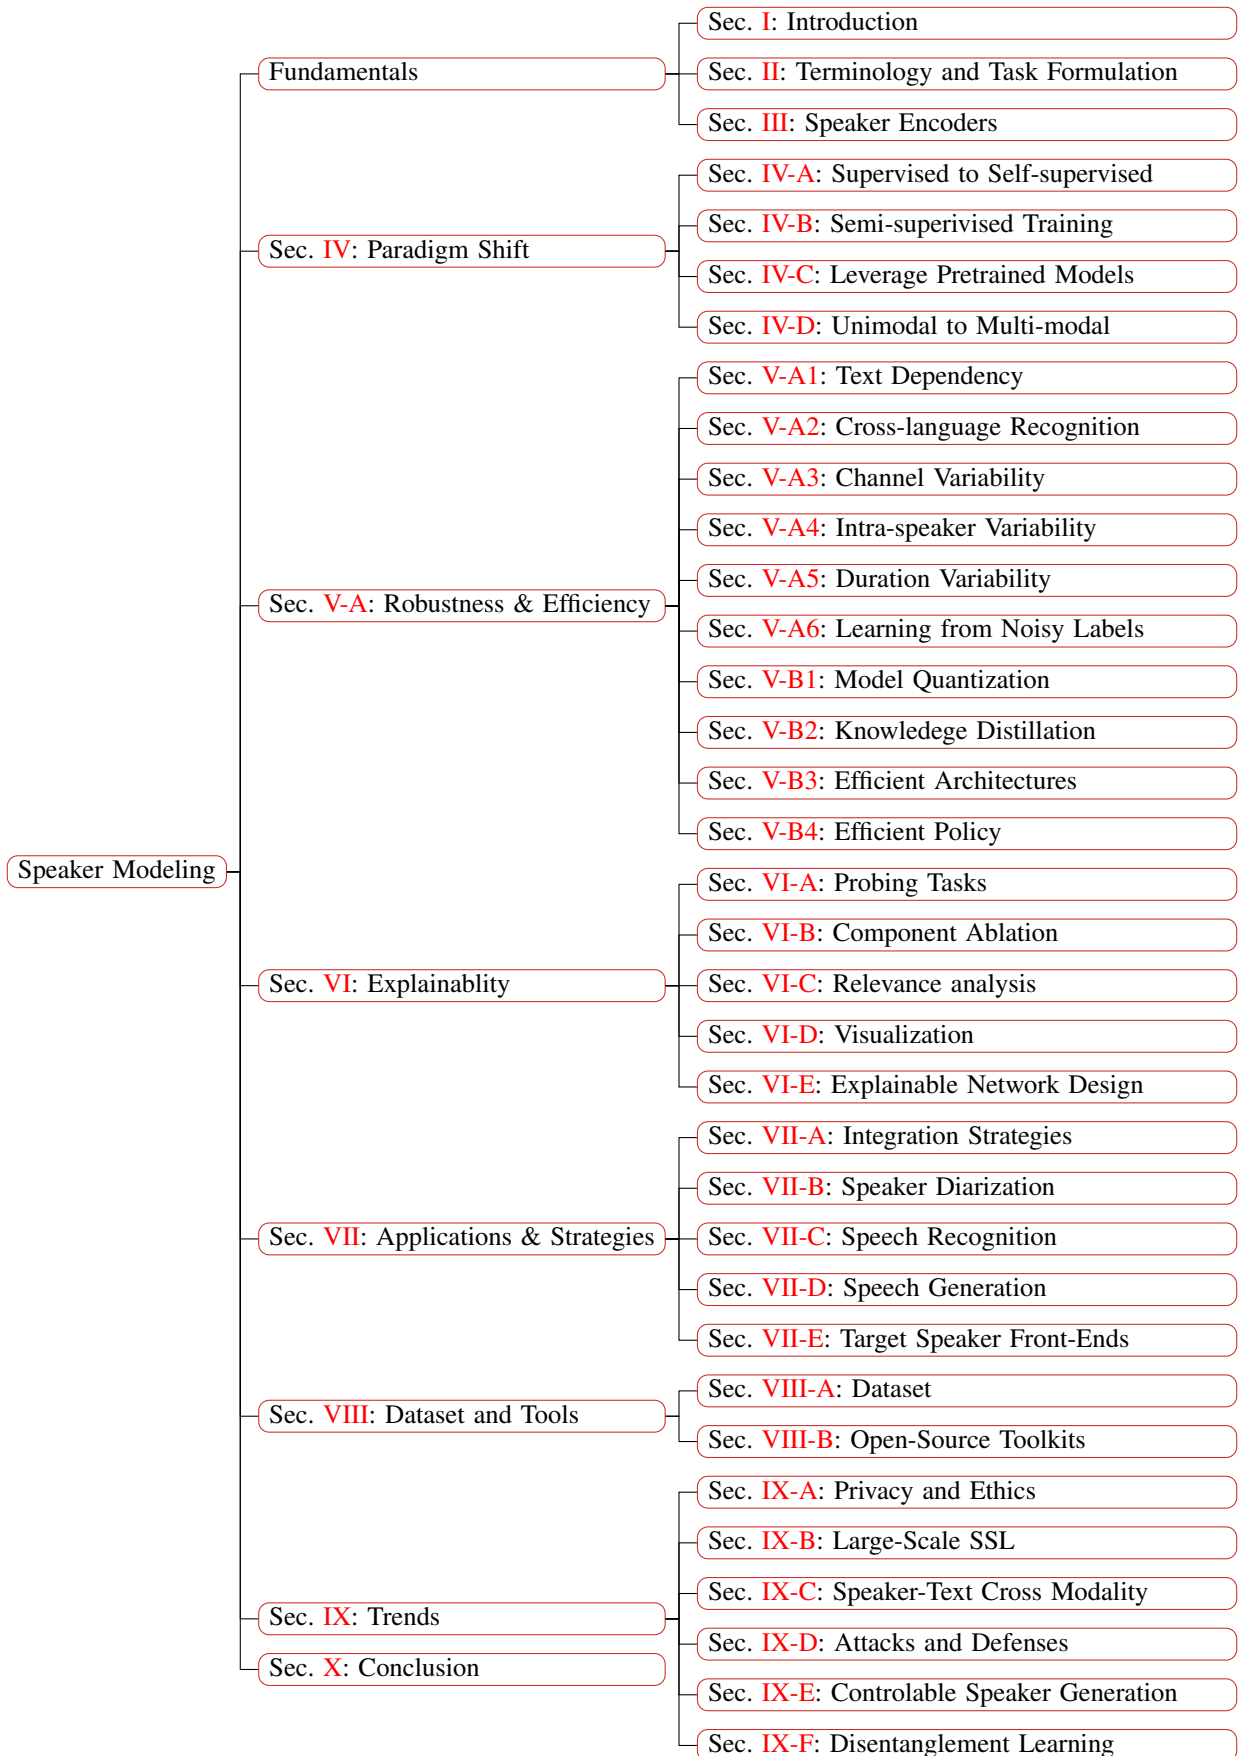 Speaker Modeling
Fundamentals
Sec. I: Introduction
Sec. II: Terminology and Task Formulation
Sec. III: Speaker Encoders
Sec. IV: Paradigm Shift
Sec. IV-A: Supervised to Self-supervised
Sec. IV-B: Semi-superivised Training
Sec. IV-C: Leverage Pretrained Models
Sec. IV-D: Unimodal to Multi-modal
Sec. V-A: Robustness & Efficiency
Sec. V-A1: Text Dependency
Sec. V-A2: Cross-language Recognition
Sec. V-A3: Channel Variability
Sec. V-A4: Intra-speaker Variability
Sec. V-A5: Duration Variability
Sec. V-A6: Learning from Noisy Labels
Sec. V-B1: Model Quantization
Sec. V-B2: Knowledege Distillation
Sec. V-B3: Efficient Architectures
Sec. V-B4: Efficient Policy
Sec. VI: Explainablity
Sec. VI-A: Probing Tasks
Sec. VI-B: Component Ablation
Sec. VI-C: Relevance analysis
Sec. VI-D: Visualization
Sec. VI-E: Explainable Network Design
Sec. VII: Applications & Strategies
Sec. VII-A: Integration Strategies
Sec. VII-B: Speaker Diarization
Sec. VII-C: Speech Recognition
Sec. VII-D: Speech Generation
Sec. VII-E: Target Speaker Front-Ends
Sec. VIII: Dataset and Tools
Sec. VIII-A: Dataset
Sec. VIII-B: Open-Source Toolkits
Sec. IX: Trends
Sec. IX-A: Privacy and Ethics
Sec. IX-B: Large-Scale SSL
Sec. IX-C: Speaker-Text Cross Modality
Sec. IX-D: Attacks and Defenses
Sec. IX-E: Controlable Speaker Generation
Sec. IX-F: Disentanglement Learning
Sec. X: Conclusion